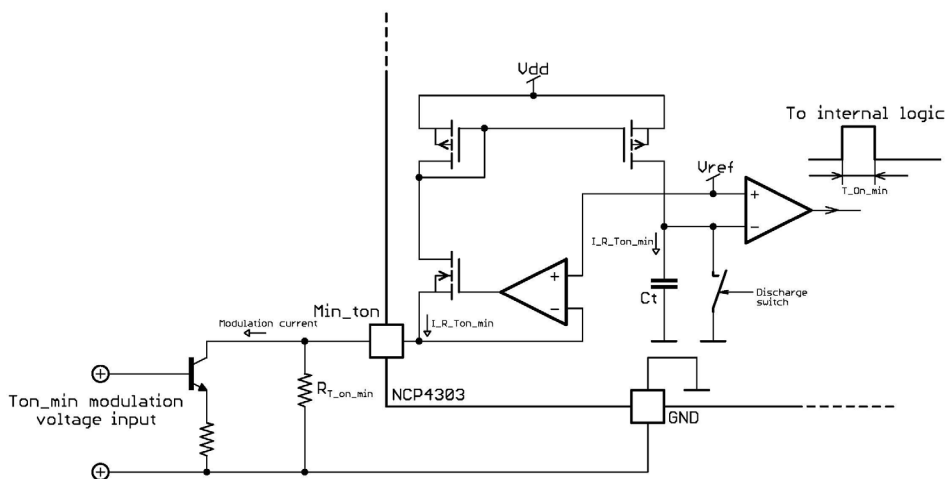 Vdd
To internal logic
Vref
T_On_min
+
-
I_R_Ton_min
+
-
Ct
Discharge
switch
Min_ton
Modulation current
I_R_Ton_min
Ton_min modulation
voltage input
RT_on_min
NCP4303
GND